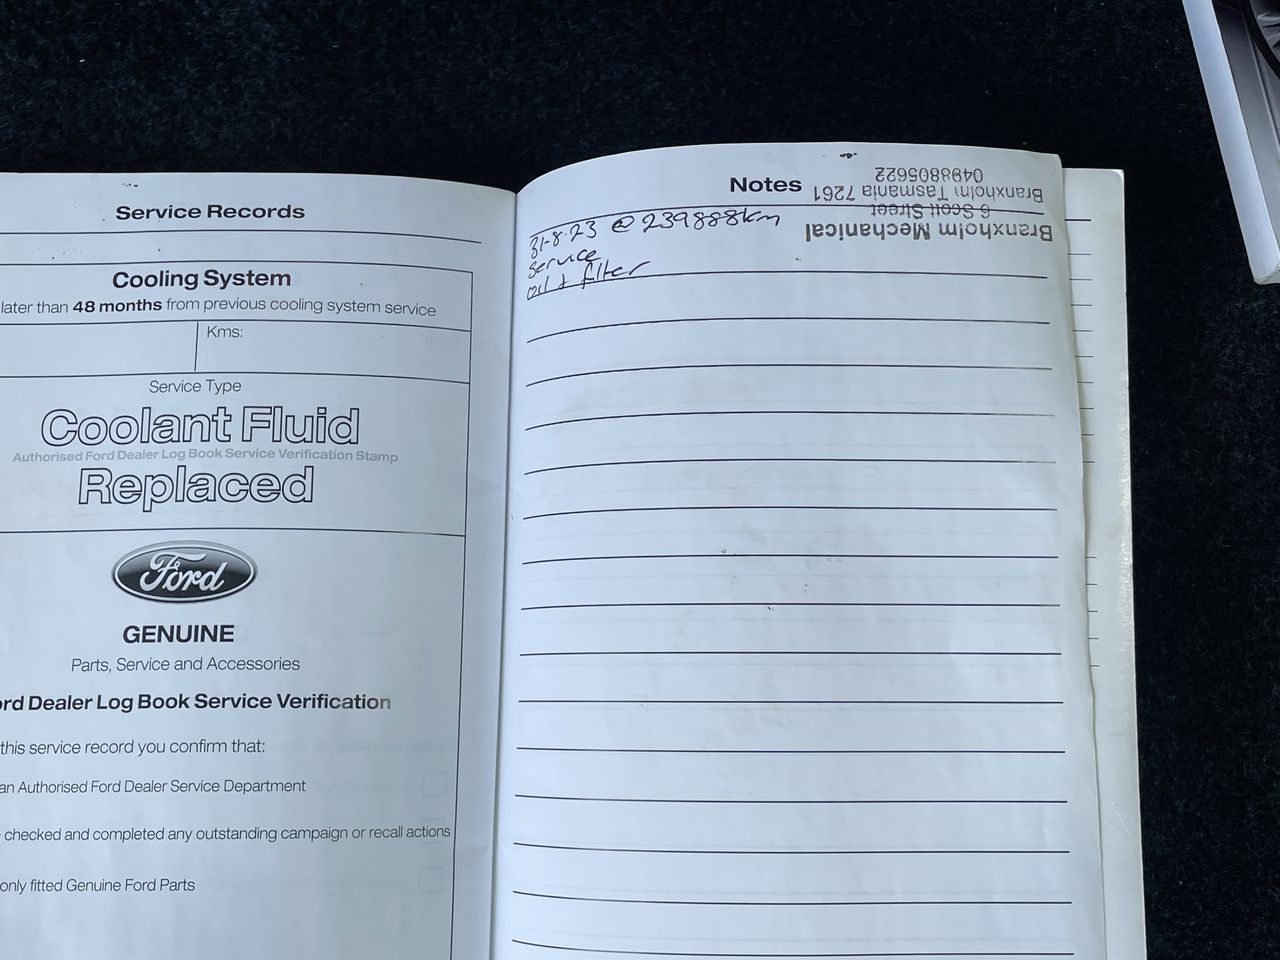 Service Records
Cooling System
later than 48 months from previous cooling system service
Kms:
Service Type
Coolant Fluid
Authorised Ford Dealer Log Book Service Verification Stamp
Replaced
Ford
GENUINE
Parts, Service and Accessories
ord Dealer Log Book Service Verification
this service record you confirm that:
an Authorised Ford Dealer Service Department
checked and completed any outstanding campaign or recall actions
only fitted Genuine Ford Parts
Notes
Branxholm Mechanical
6 Scott Street
Branxholm Tasmania 7261
0498805622
31-8-23 @ 239888km
Service
oil + filter